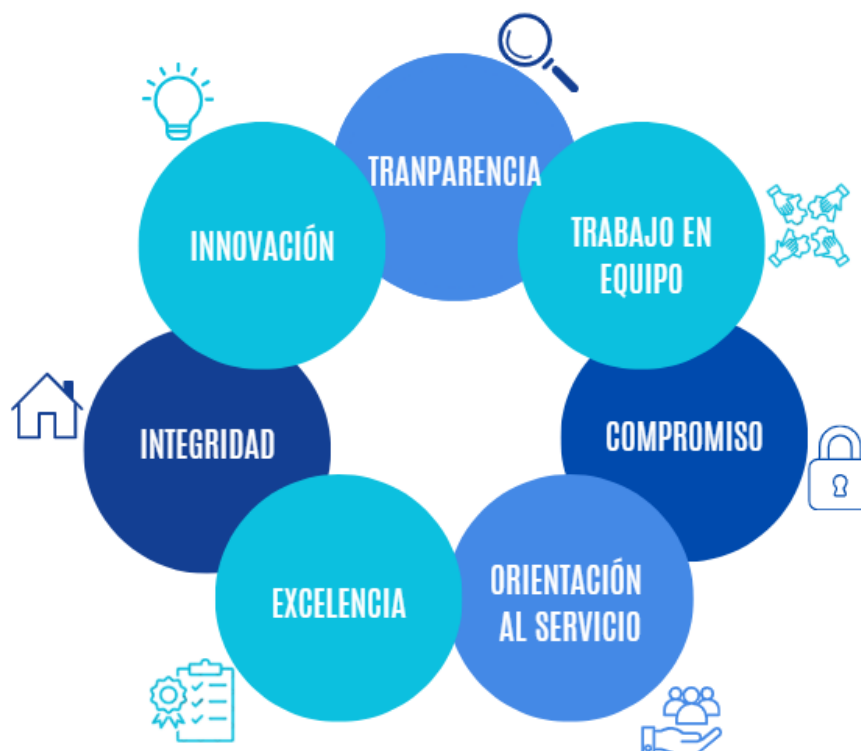 TRANPARENCIA
TRABAJO EN
EQUIPO
COMPROMISO
ORIENTACIÓN
AL SERVICIO
EXCELENCIA
INTEGRIDAD
INNOVACIÓN